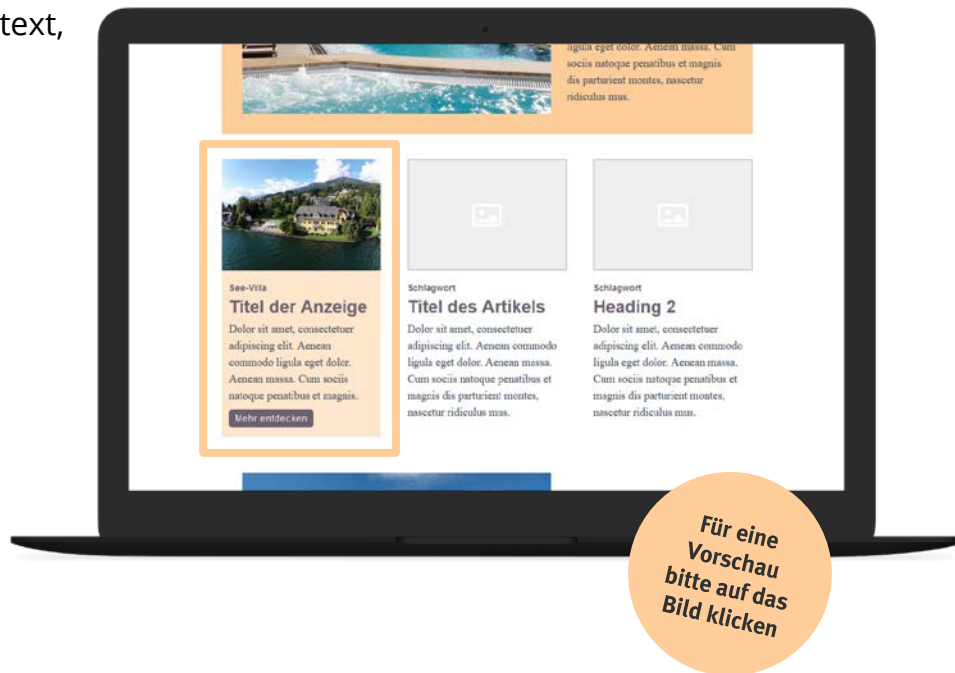 text,
ligula eget dolor. Aenean massa. Cum
sociis natoque penatibus et magnis
dis parturient montes, nascetur
ridiculus mus.
See-Villa
Titel der Anzeige
Dolor sit amet, consectetuer
adipiscing elit. Aenean
commodo ligula eget dolor.
Aenean massa. Cum sociis
natoque penatibus et magnis.
Mehr entdecken
Schlagwort
Titel des Artikels
Dolor sit amet, consectetuer
adipiscing elit. Aenean commodo
ligula eget dolor. Aenean massa.
Cum sociis natoque penatibus et
magnis dis parturient montes,
nascetur ridiculus mus.
Schlagwort
Heading 2
Dolor sit amet, consectetuer
adipiscing elit. Aenean commodo
ligula eget dolor. Aenean massa.
Cum sociis natoque penatibus et
magnis dis parturient montes,
nascetur ridiculus mus.
Für eine
Vorschau
bitte auf das
Bild klicken